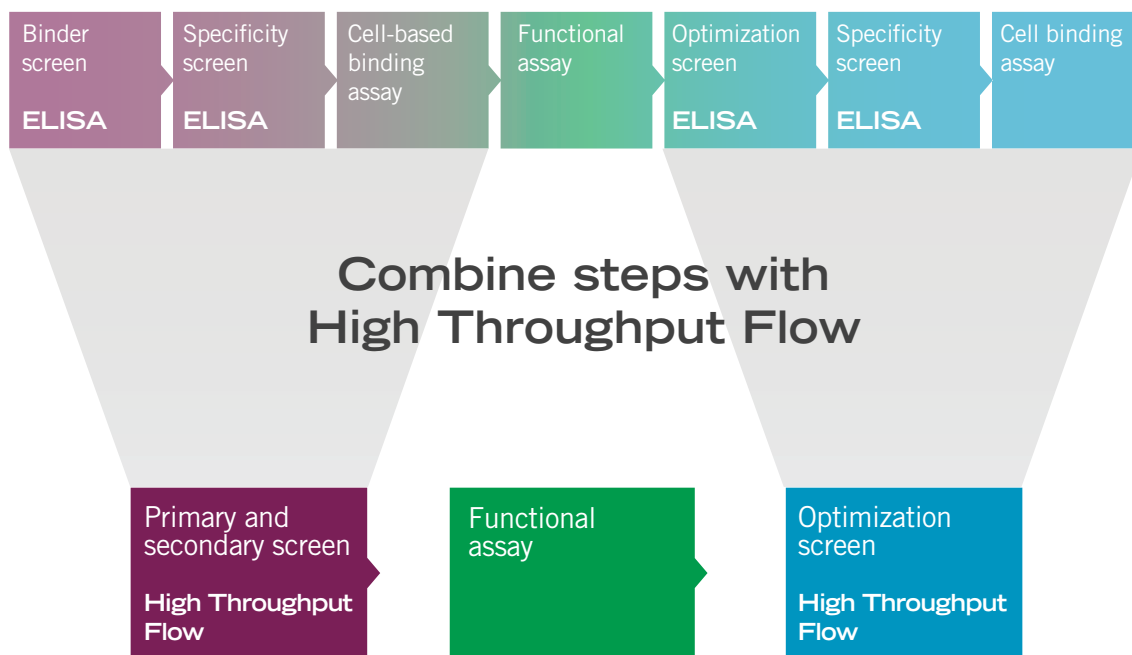 Binder
screen
ELISA
Specificity
screen
ELISA
Cell-based
binding
assay
Functional
assay
Optimization
screen
ELISA
Specificity
screen
ELISA
Cell binding
assay
Combine steps with
High Throughput Flow
Primary and
secondary screen
High Throughput
Flow
Functional
assay
Optimization
screen
High Throughput
Flow